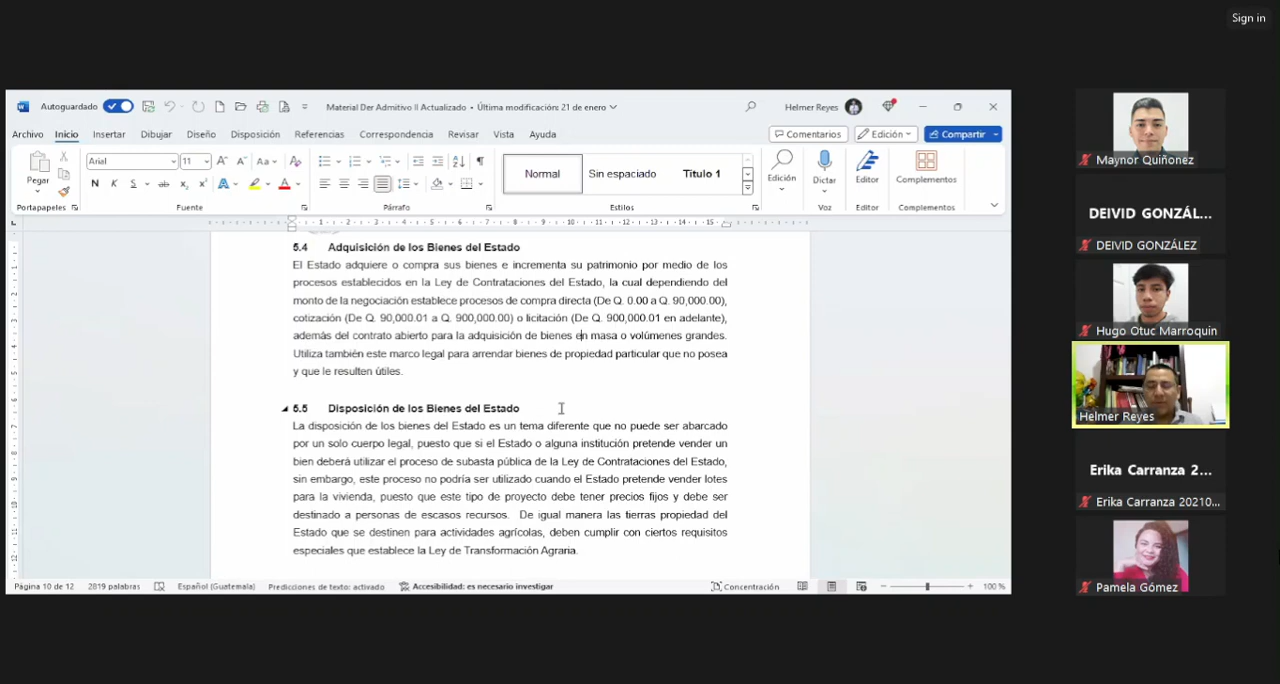 Sign in
Autoguardado
Material Der Admitivo II Actualizado • Última modificación: 21 de enero
Helmer Reyes
Archivo Inicio Insertar Dibujar Diseño Disposición Referencias Correspondencia Revisar Vista Ayuda
Comentarios Edición Compartir
Pegar
Arial 11
Normal Sin espaciado Título 1
Edición Dictar Editor Complementos
Portapapeles Fuente Párrafo Estilos Voz Editor Complementos
5.4 Adquisición de los Bienes del Estado
El Estado adquiere o compra sus bienes e incrementa su patrimonio por medio de los
procesos establecidos en la Ley de Contrataciones del Estado, la cual dependiendo del
monto de la negociación establece procesos de compra directa (De Q. 0.00 a Q. 90,000.00),
cotización (De Q. 90,000.01 a Q. 900,000.00) o licitación (De Q. 900,000.01 en adelante),
además del contrato abierto para la adquisición de bienes en masa o volúmenes grandes.
Utiliza también este marco legal para arrendar bienes de propiedad particular que no posea
y que le resulten útiles.
5.5 Disposición de los Bienes del Estado
La disposición de los bienes del Estado es un tema diferente que no puede ser abarcado
por un solo cuerpo legal, puesto que si el Estado o alguna institución pretende vender un
bien deberá utilizar el proceso de subasta pública de la Ley de Contrataciones del Estado,
sin embargo, este proceso no podría ser utilizado cuando el Estado pretende vender lotes
para la vivienda, puesto que este tipo de proyecto debe tener precios fijos y debe ser
destinado a personas de escasos recursos. De igual manera las tierras propiedad del
Estado que se destinen para actividades agrícolas, deben cumplir con ciertos requisitos
especiales que establece la Ley de Transformación Agraria.
Página 10 de 12 2819 palabras Español (Guatemala) Predicciones de texto: activado Accesibilidad: es necesario investigar Concentración 100 %
Maynor Quiñonez
DEIVID GONZÁL...
DEIVID GONZÁLEZ
Hugo Otuc Marroquin
Helmer Reyes
Erika Carranza 2...
Erika Carranza 20210...
Pamela Gómez